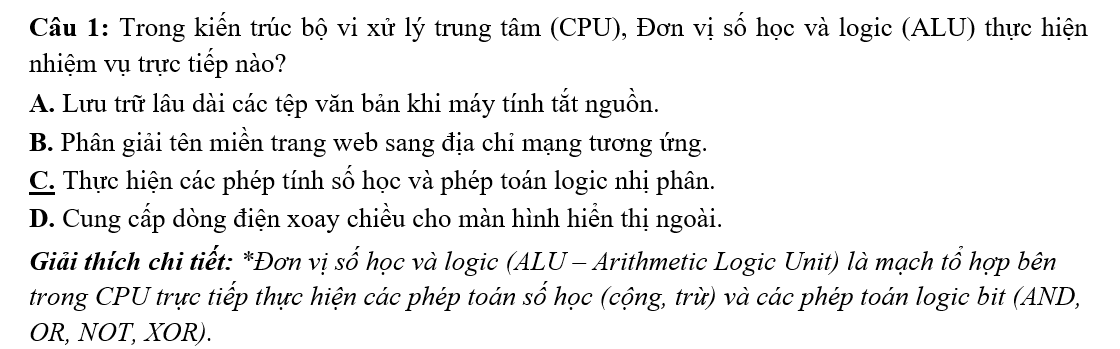 Câu 1: Trong kiến trúc bộ vi xử lý trung tâm (CPU), Đơn vị số học và logic (ALU) thực hiện
nhiệm vụ trực tiếp nào?
A. Lưu trữ lâu dài các tệp văn bản khi máy tính tắt nguồn.
B. Phân giải tên miền trang web sang địa chỉ mạng tương ứng.
C. Thực hiện các phép tính số học và phép toán logic nhị phân.
D. Cung cấp dòng điện xoay chiều cho màn hình hiển thị ngoài.
Giải thích chi tiết: *Đơn vị số học và logic (ALU – Arithmetic Logic Unit) là mạch tổ hợp bên
trong CPU trực tiếp thực hiện các phép toán số học (cộng, trừ) và các phép toán logic bit (AND,
OR, NOT, XOR).